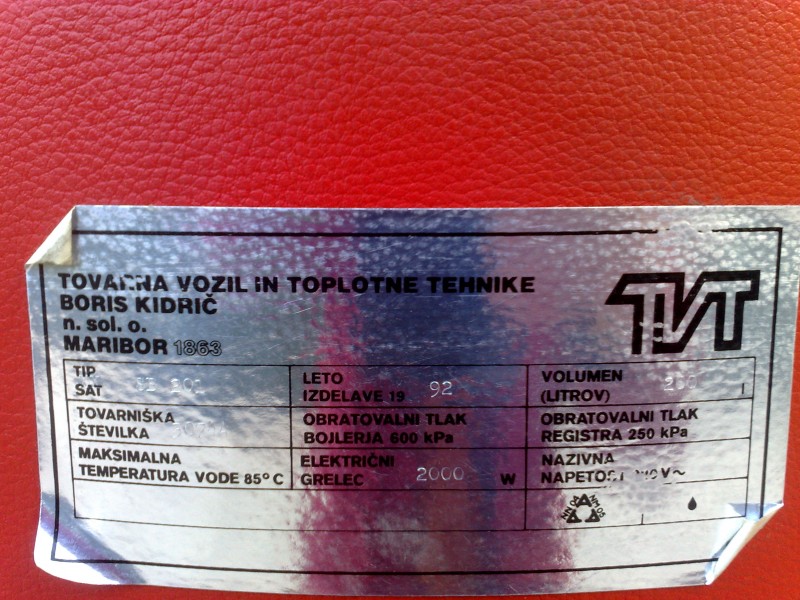 TOVARNA VOZIL IN TOPLOTNE TEHNIKE
BORIS KIDRIČ
n. sol. o.
MARIBOR 1863
TVT
TIP
SAT
LETO
IZDELAVE 19 92
VOLUMEN
(LITROV) l
TOVARNIŠKA
ŠTEVILKA
OBRATOVALNI TLAK
BOJLERJA 600 kPa
OBRATOVALNI TLAK
REGISTRA 250 kPa
MAKSIMALNA
TEMPERATURA VODE 85°C
ELEKTRIČNI
GRELEC 2000 W
NAZIVNA
NAPETOST V~